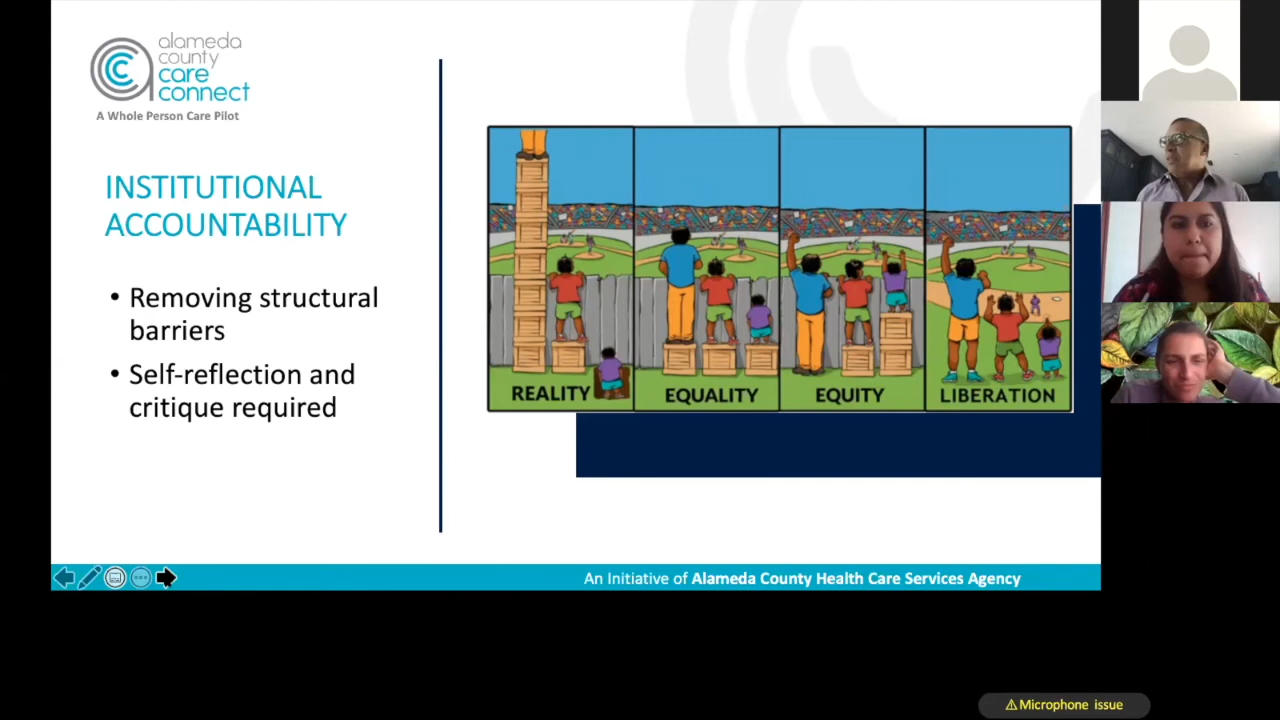 alameda
county
care
connect
A Whole Person Care Pilot
INSTITUTIONAL
ACCOUNTABILITY
• Removing structural
barriers
• Self-reflection and
critique required
REALITY
EQUALITY
EQUITY
LIBERATION
An Initiative of Alameda County Health Care Services Agency
⚠Microphone issue